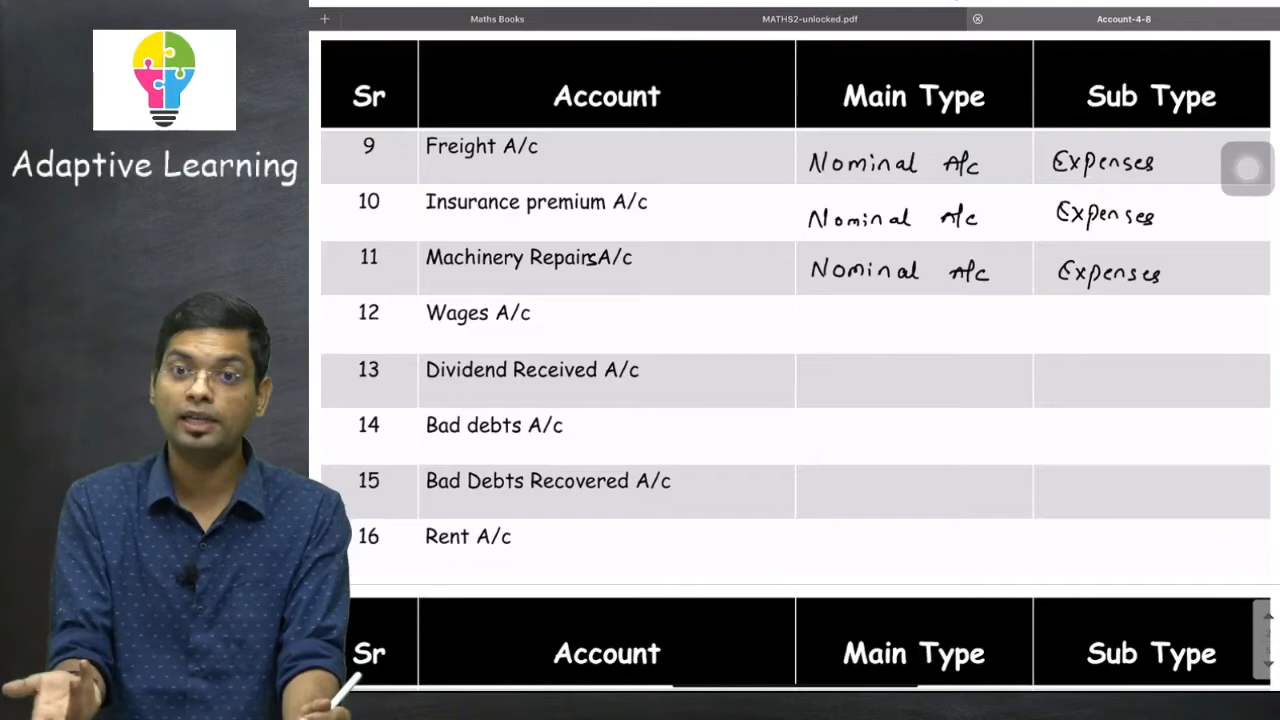 Maths Books
MATHS2-unlocked.pdf
Account-4-8
Adaptive Learning
Sr Account Main Type Sub Type
9 Freight A/c Nominal A/c Expenses
10 Insurance premium A/c Nominal A/c Expenses
11 Machinery Repairs A/c Nominal A/c Expenses
12 Wages A/c
13 Dividend Received A/c
14 Bad debts A/c
15 Bad Debts Recovered A/c
16 Rent A/c
Sr Account Main Type Sub Type